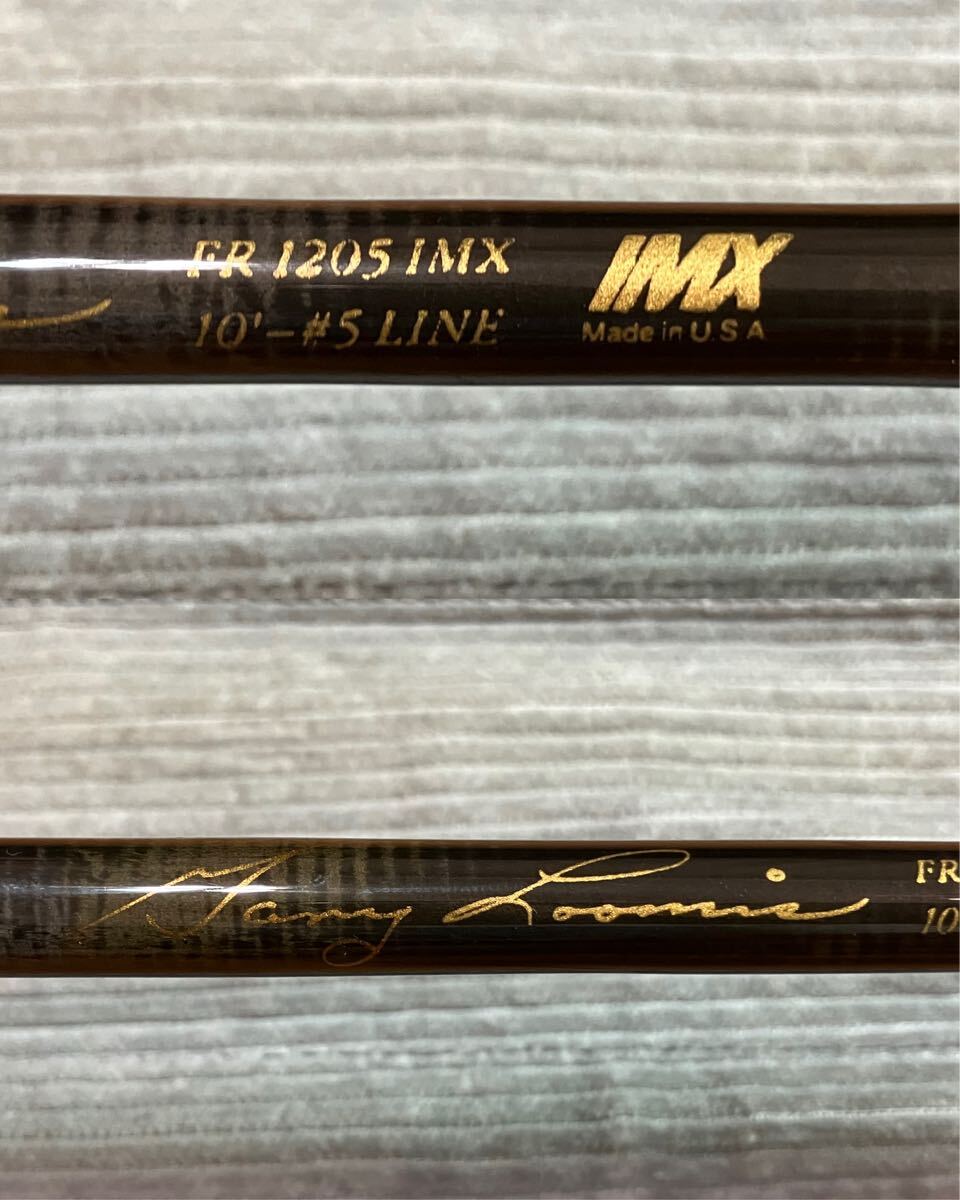 FR 1205 IMX
10'-#5 LINE
IMX
Made in U.S.A
Gary Loomis
FR
10